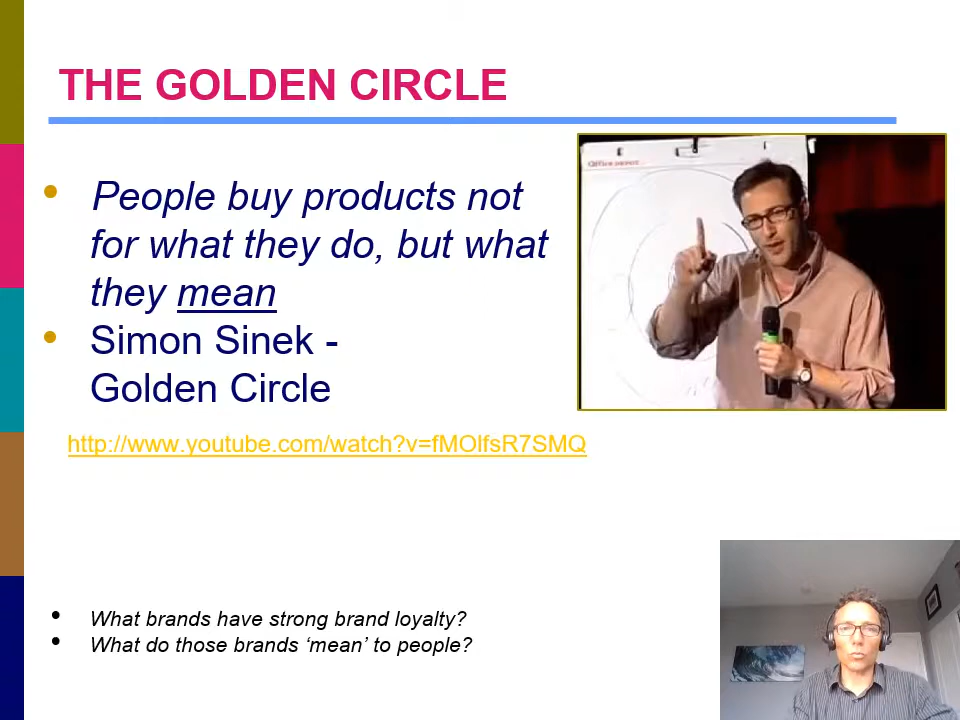 THE GOLDEN CIRCLE
Office DEPOT
• People buy products not
for what they do, but what
they mean
• Simon Sinek -
Golden Circle
http://www.youtube.com/watch?v=fMOlfsR7SMQ
• What brands have strong brand loyalty?
• What do those brands ‘mean’ to people?